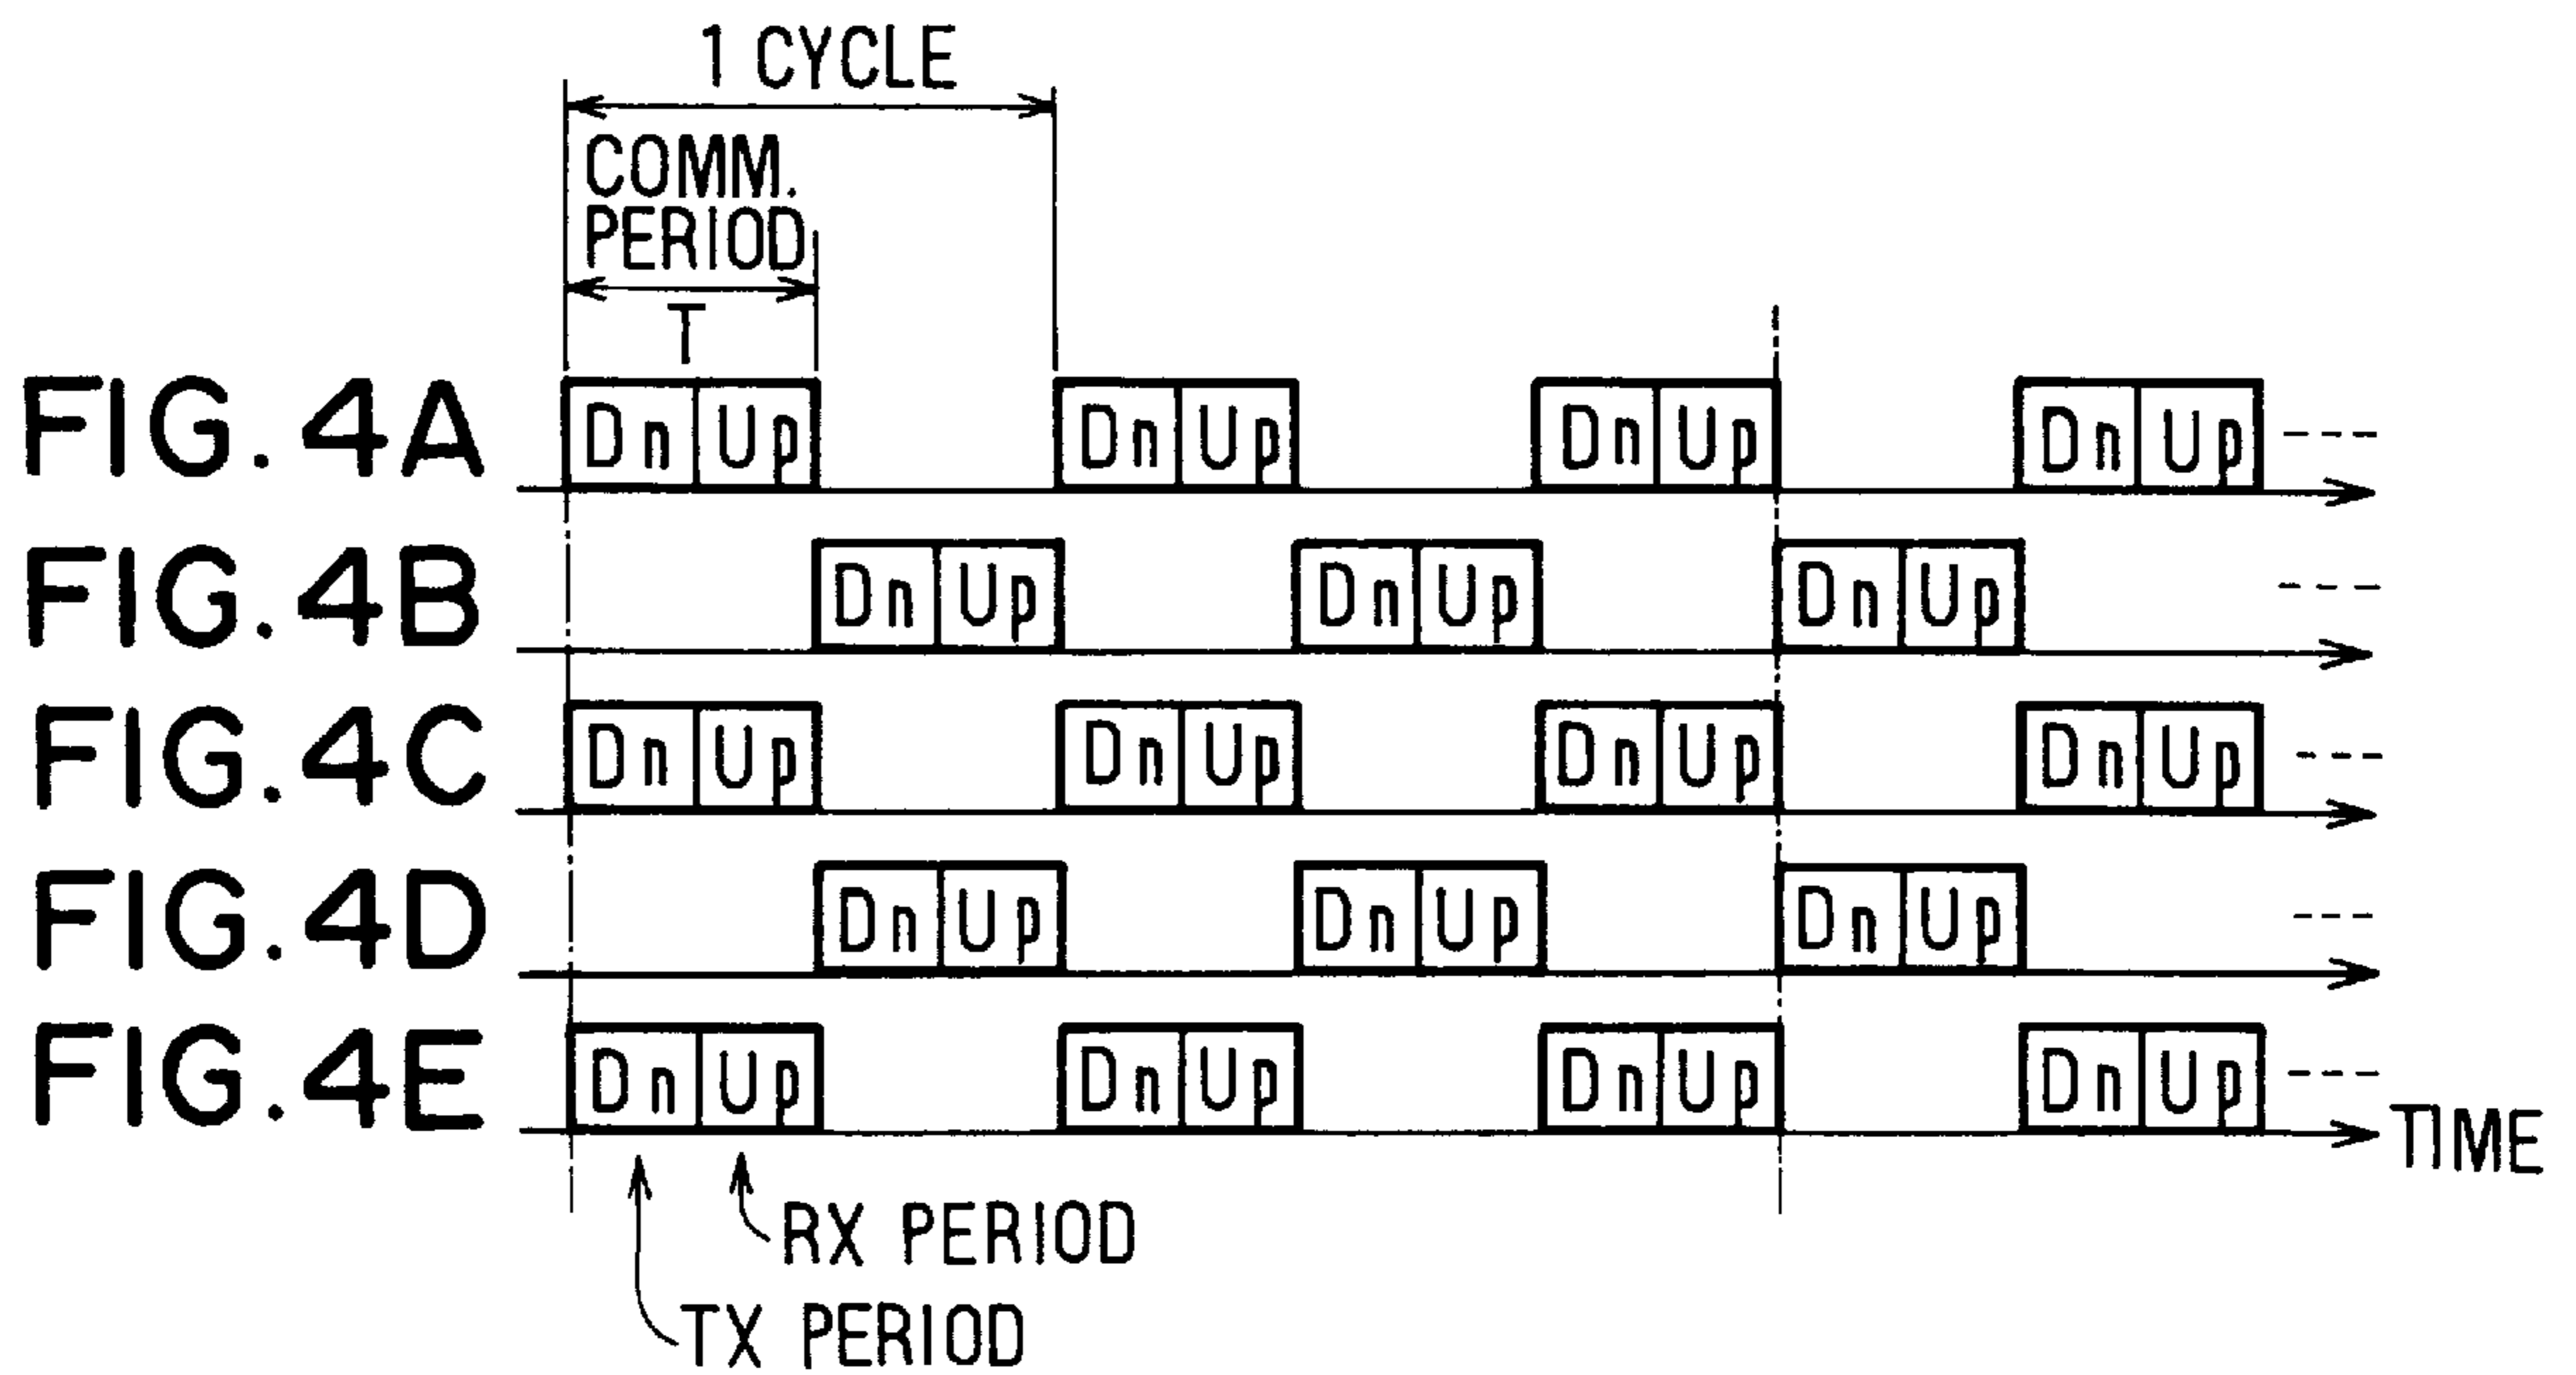 1 CYCLE
COMM.
PERIOD
T
FIG. 4A Dn Up Dn Up Dn Up Dn Up
FIG. 4B Dn Up Dn Up Dn Up
FIG. 4C Dn Up Dn Up Dn Up Dn Up
FIG. 4D Dn Up Dn Up Dn Up
FIG. 4E Dn Up Dn Up Dn Up Dn Up
TIME
RX PERIOD
TX PERIOD